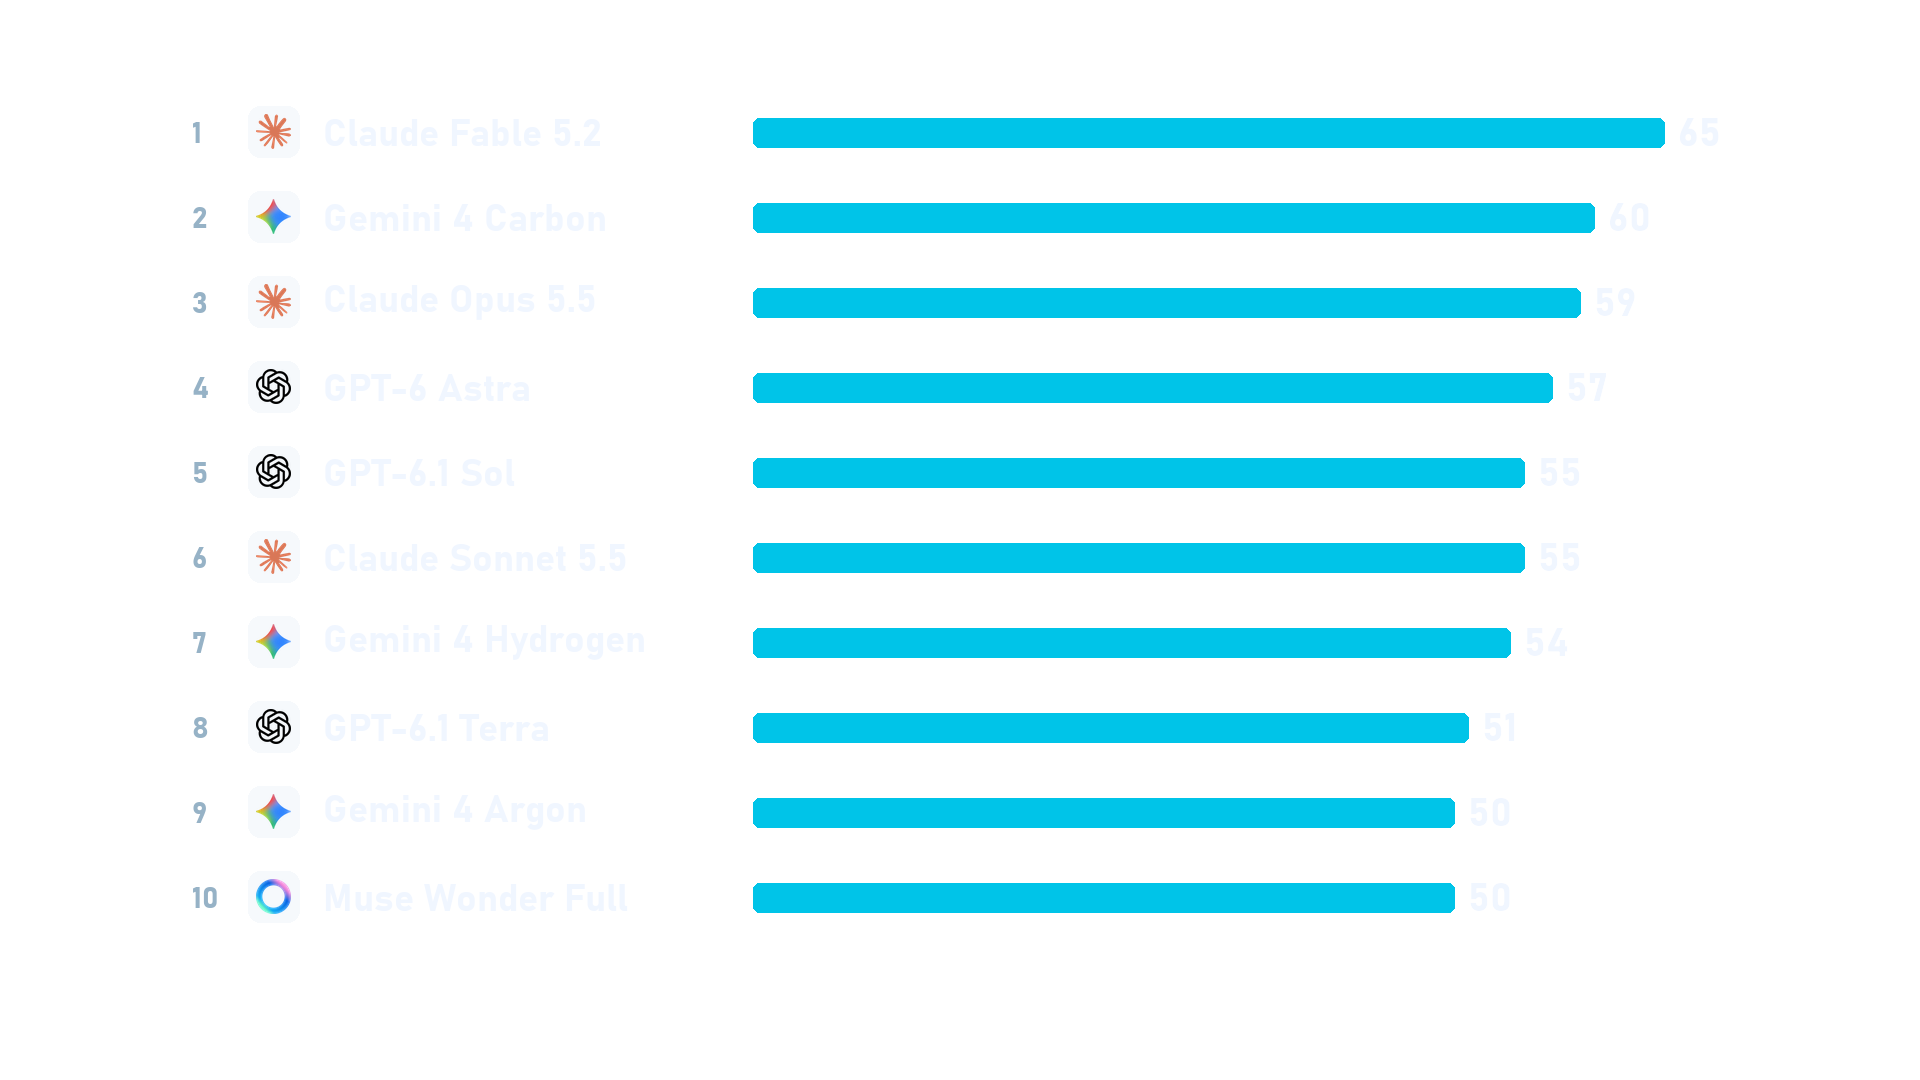 1 Claude Fable 5.2 65
2 Gemini 4 Carbon 60
3 Claude Opus 5.5 59
4 GPT-6 Astra 57
5 GPT-6.1 Sol 55
6 Claude Sonnet 5.5 55
7 Gemini 4 Hydrogen 54
8 GPT-6.1 Terra 51
9 Gemini 4 Argon 50
10 Muse Wonder Full 50